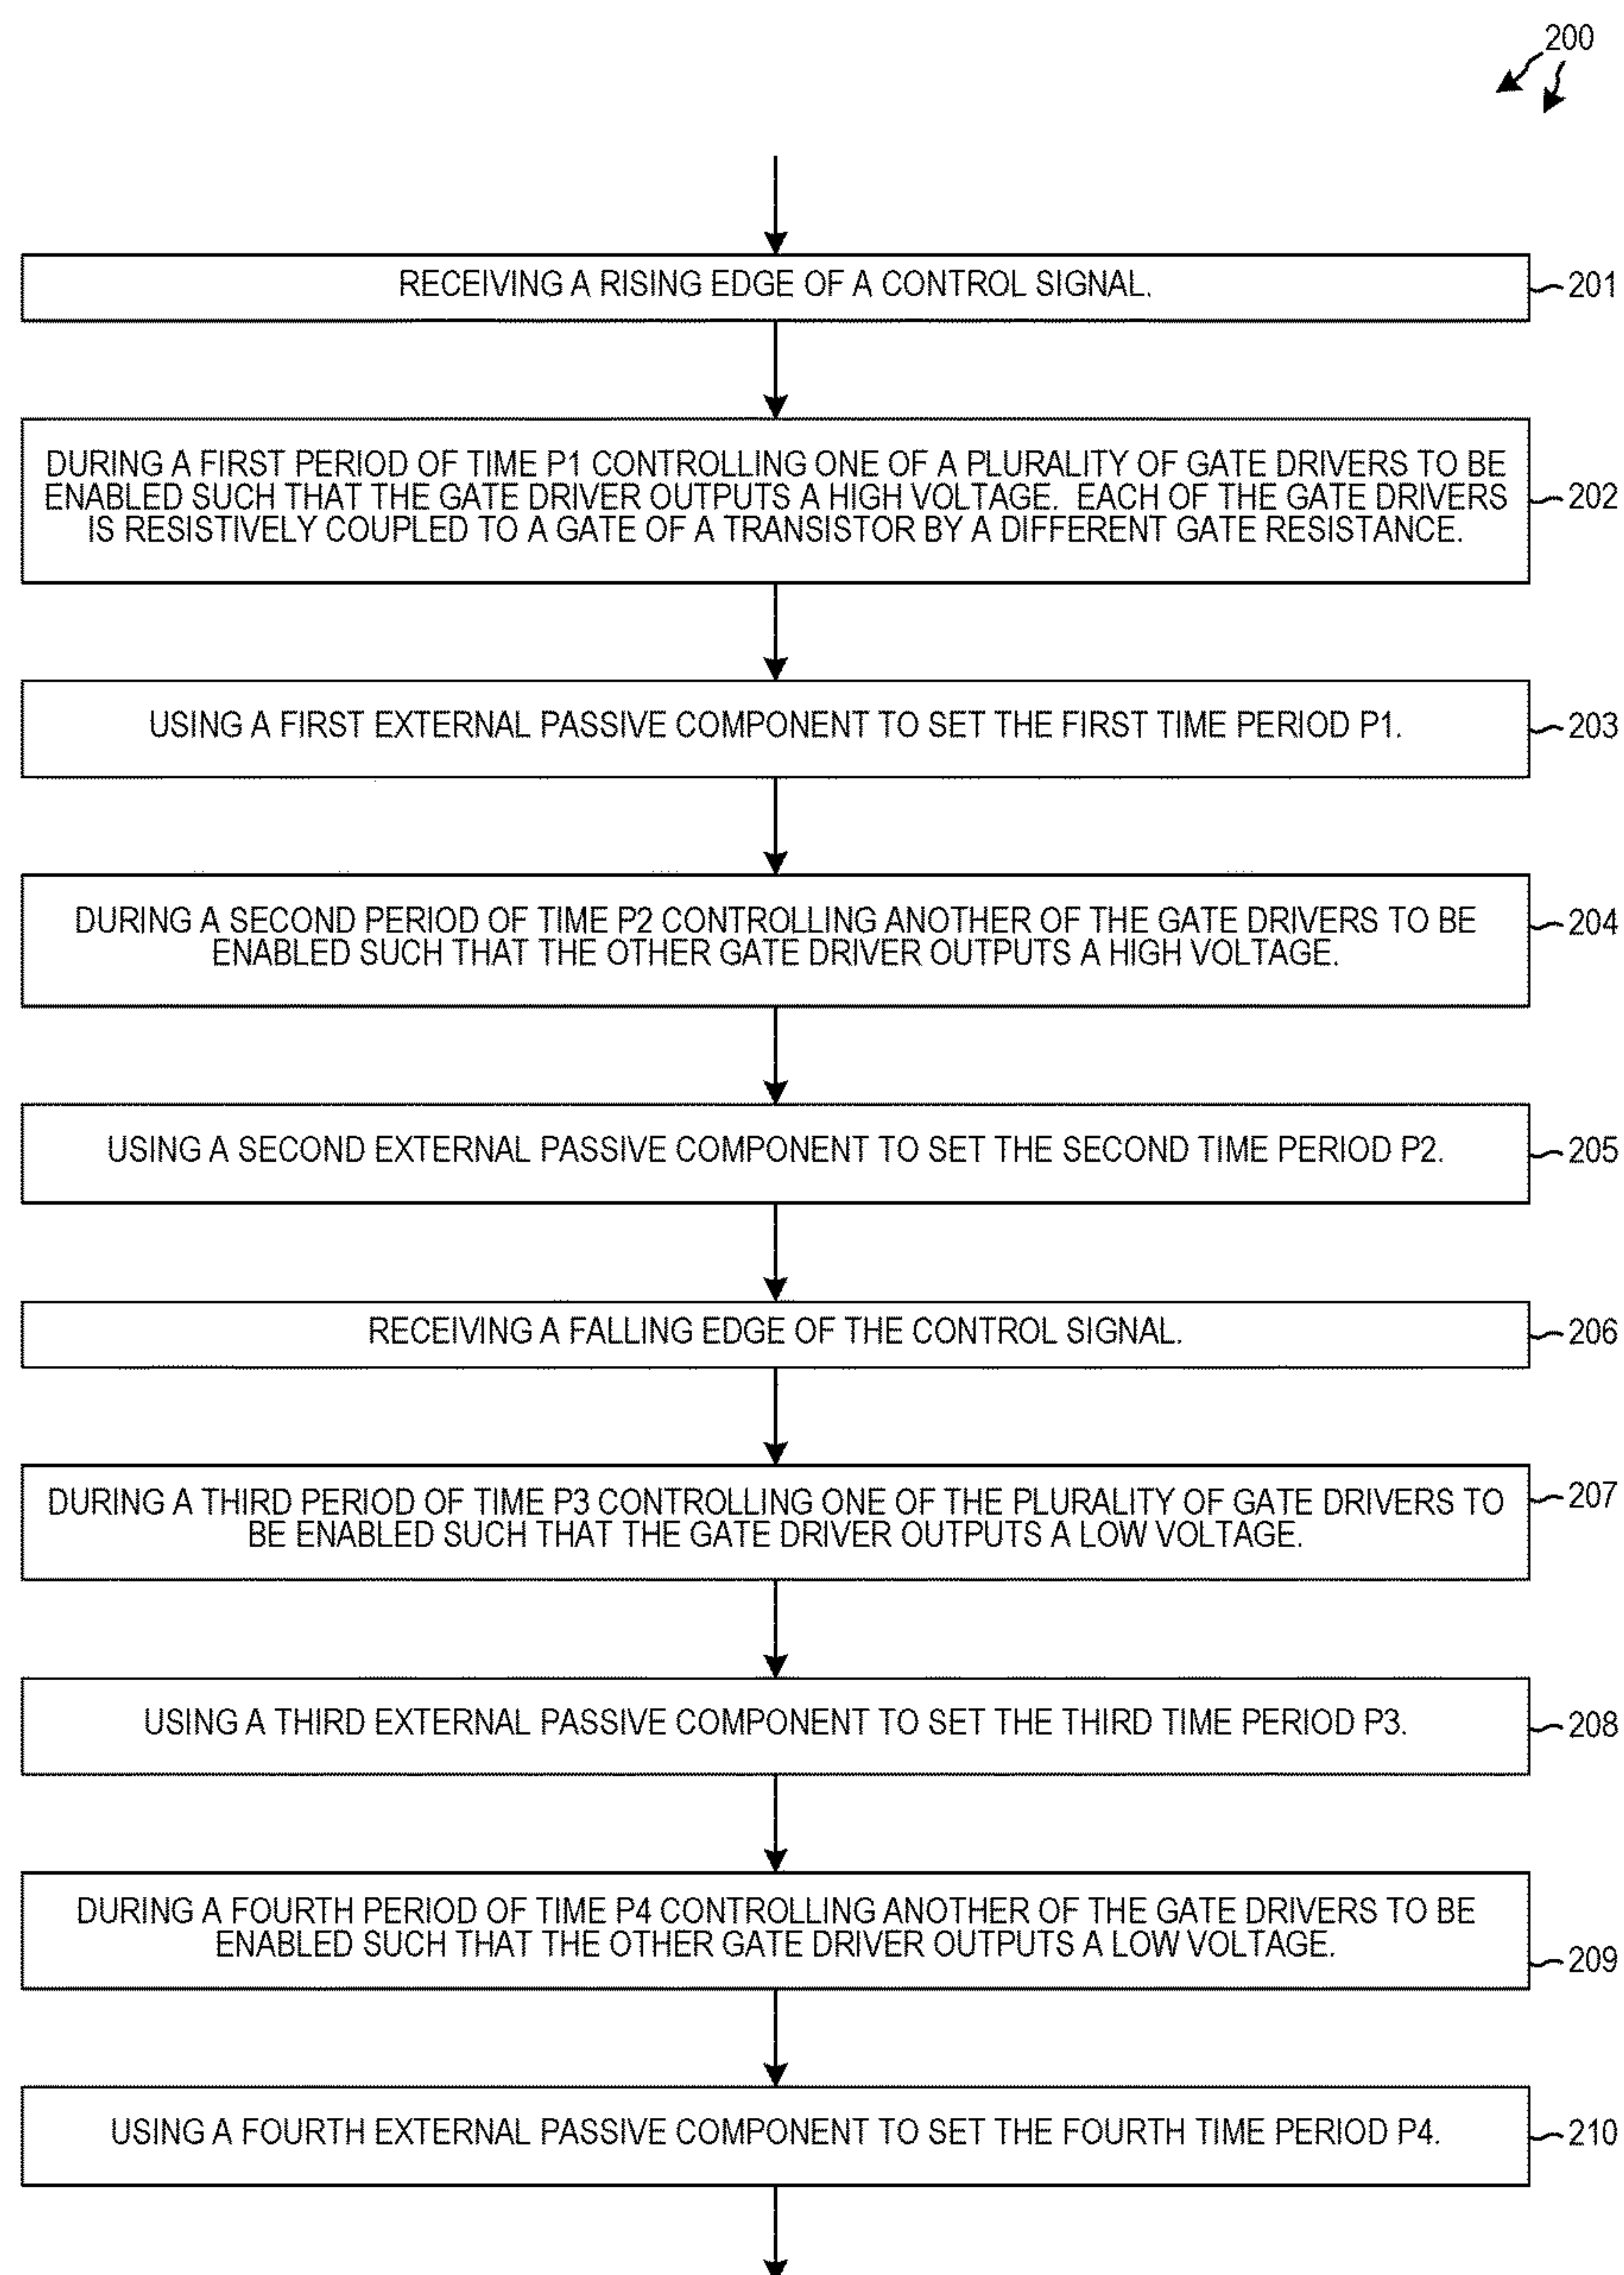 200
RECEIVING A RISING EDGE OF A CONTROL SIGNAL.
201
DURING A FIRST PERIOD OF TIME P1 CONTROLLING ONE OF A PLURALITY OF GATE DRIVERS TO BE
ENABLED SUCH THAT THE GATE DRIVER OUTPUTS A HIGH VOLTAGE. EACH OF THE GATE DRIVERS
IS RESISTIVELY COUPLED TO A GATE OF A TRANSISTOR BY A DIFFERENT GATE RESISTANCE.
202
USING A FIRST EXTERNAL PASSIVE COMPONENT TO SET THE FIRST TIME PERIOD P1.
203
DURING A SECOND PERIOD OF TIME P2 CONTROLLING ANOTHER OF THE GATE DRIVERS TO BE
ENABLED SUCH THAT THE OTHER GATE DRIVER OUTPUTS A HIGH VOLTAGE.
204
USING A SECOND EXTERNAL PASSIVE COMPONENT TO SET THE SECOND TIME PERIOD P2.
205
RECEIVING A FALLING EDGE OF THE CONTROL SIGNAL.
206
DURING A THIRD PERIOD OF TIME P3 CONTROLLING ONE OF THE PLURALITY OF GATE DRIVERS TO
BE ENABLED SUCH THAT THE GATE DRIVER OUTPUTS A LOW VOLTAGE.
207
USING A THIRD EXTERNAL PASSIVE COMPONENT TO SET THE THIRD TIME PERIOD P3.
208
DURING A FOURTH PERIOD OF TIME P4 CONTROLLING ANOTHER OF THE GATE DRIVERS TO BE
ENABLED SUCH THAT THE OTHER GATE DRIVER OUTPUTS A LOW VOLTAGE.
209
USING A FOURTH EXTERNAL PASSIVE COMPONENT TO SET THE FOURTH TIME PERIOD P4.
210